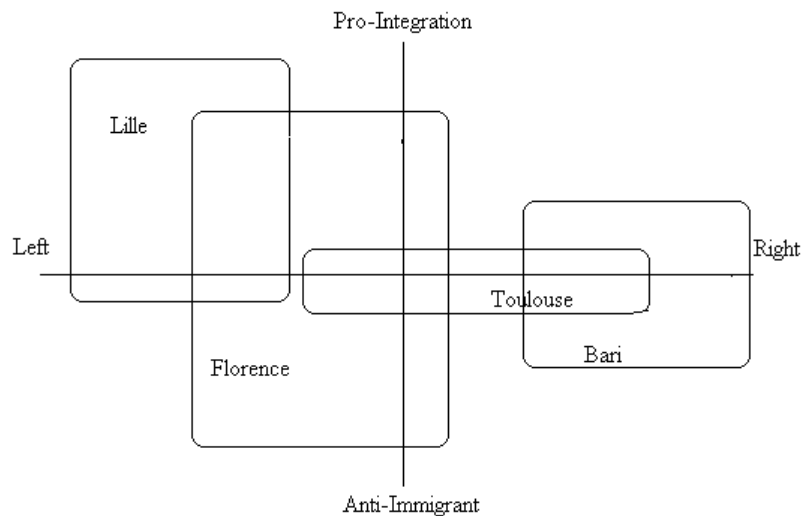 Pro-Integration
Lille
Left
Right
Toulouse
Bari
Florence
Anti-Immigrant